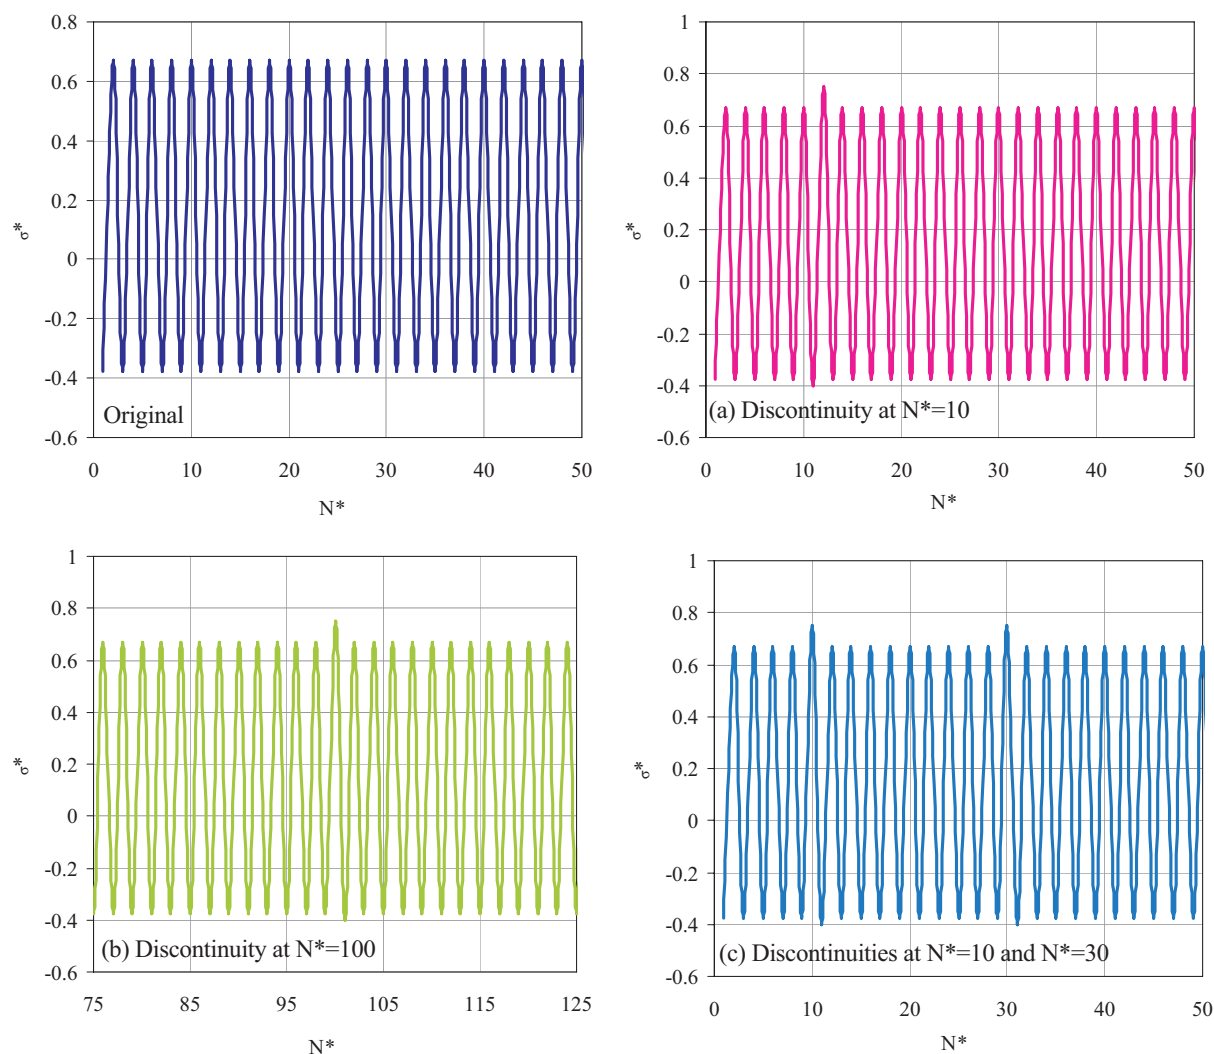 0.8
0.6
0.4
0.2
0
-0.2
-0.4
-0.6
σ*
Original
0 10 20 30 40 50
N*
1
0.8
0.6
0.4
0.2
0
-0.2
-0.4
-0.6
σ*
(a) Discontinuity at N*=10
0 10 20 30 40 50
N*
1
0.8
0.6
0.4
0.2
0
-0.2
-0.4
-0.6
σ*
(b) Discontinuity at N*=100
75 85 95 105 115 125
N*
1
0.8
0.6
0.4
0.2
0
-0.2
-0.4
-0.6
σ*
(c) Discontinuities at N*=10 and N*=30
0 10 20 30 40 50
N*